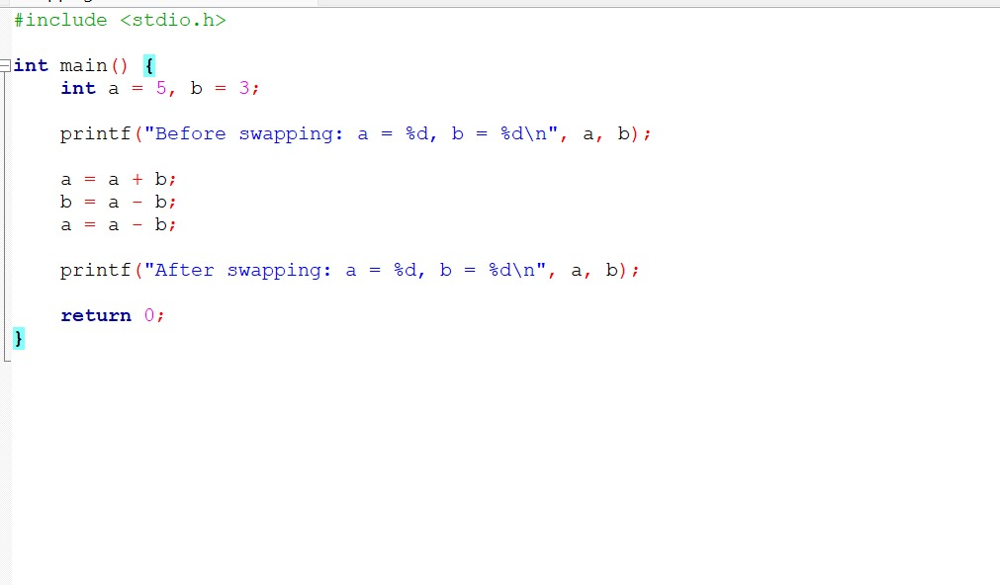 #include <stdio.h>
int main() {
    int a = 5, b = 3;
    printf("Before swapping: a = %d, b = %d\n", a, b);
    a = a + b;
    b = a - b;
    a = a - b;
    printf("After swapping: a = %d, b = %d\n", a, b);
    return 0;
}